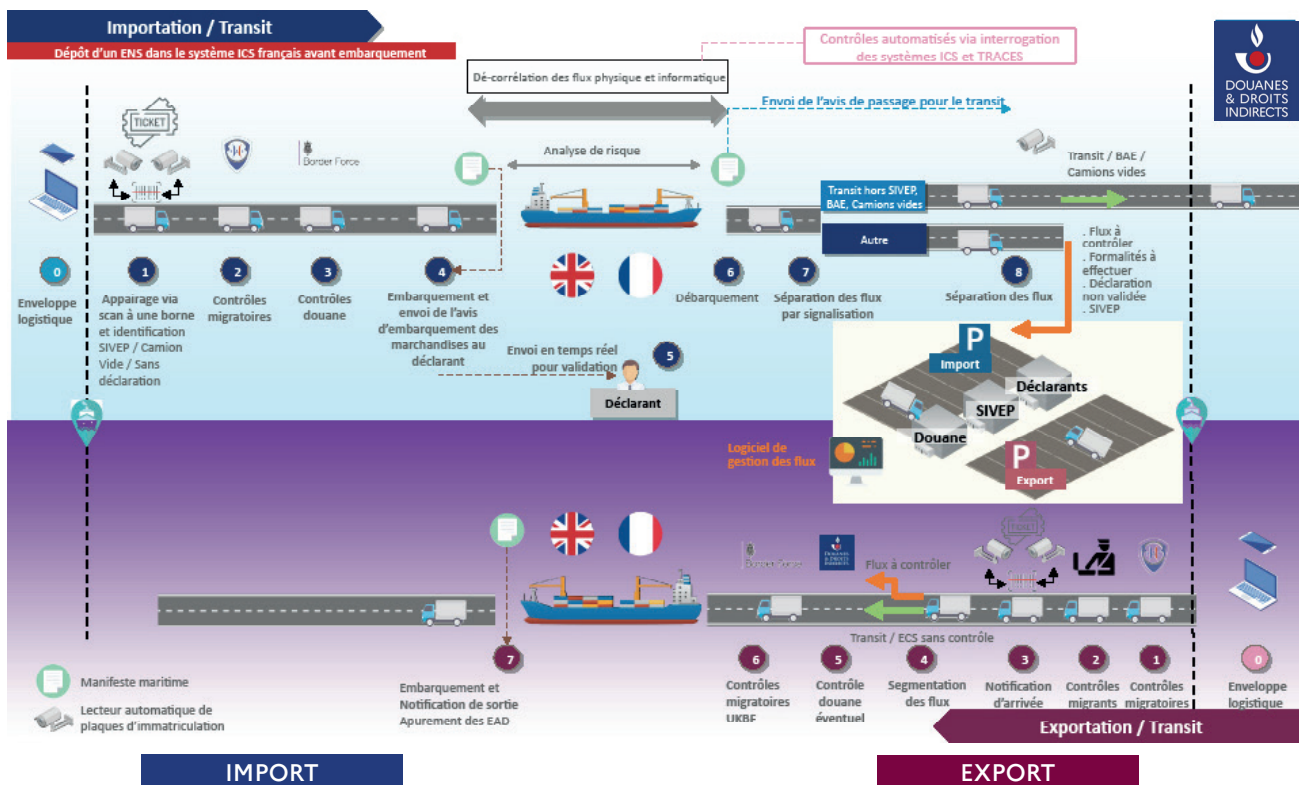 Importation / Transit
Dépôt d'un ENS dans le système ICS français avant embarquement
Contrôles automatisés via interrogation
des systèmes ICS et TRACES
DOUANES
& DROITS
INDIRECTS
Dé-corrélation des flux physique et informatique
Envoi de l'avis de passage pour le transit
TICKET
Border Force
Analyse de risque
Transit / BAE /
Camions vides
Transit hors SIVEP,
BAE, Camions vides
Autre
. Flux à
contrôler
. Formalités à
effectuer
. Déclaration
non validée
. SIVEP
0
Enveloppe
logistique
1
Appairage via
scan à une borne
et identification
SIVEP / Camion
Vide / Sans
déclaration
2
Contrôles
migratoires
3
Contrôles
douane
4
Embarquement et
envoi de l'avis
d'embarquement des
marchandises au
déclarant
Envoi en temps réel
pour validation
5
Déclarant
6
Débarquement
7
Séparation des flux
par signalisation
8
Séparation des flux
P
Import
Déclarants
SIVEP
Douane
P
Export
Logiciel de
gestion des flux
Border Force
DOUANES
& DROITS
INDIRECTS
Flux à contrôler
TICKET
Transit / ECS sans contrôle
7
Embarquement et
Notification de sortie
Apurement des EAD
6
Contrôles
migratoires
UKBF
5
Contrôle
douane
éventuel
4
Segmentation
des flux
3
Notification
d'arrivée
2
Contrôles
migrants
1
Contrôles
migratoires
0
Enveloppe
logistique
Manifeste maritime
Lecteur automatique de
plaques d'immatriculation
Exportation / Transit
IMPORT
EXPORT